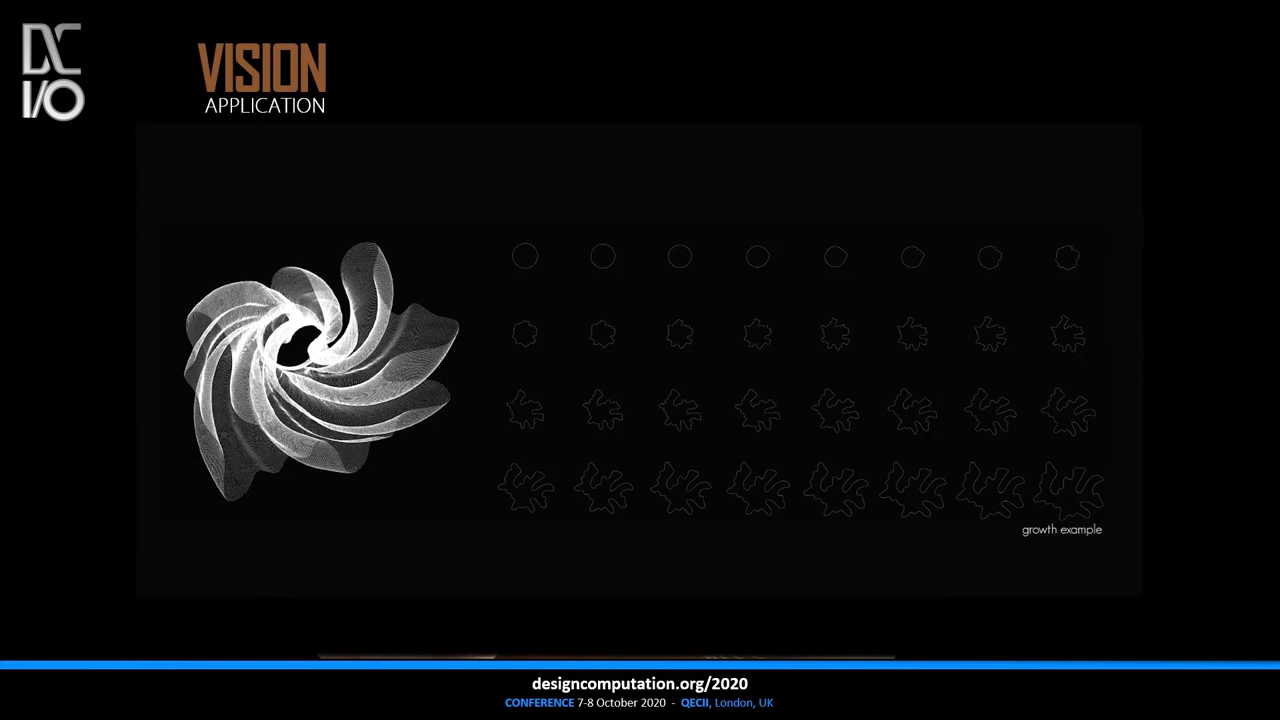 DC
I/O
VISION
APPLICATION
growth example
designcomputation.org/2020
CONFERENCE 7-8 October 2020 - QECII, London, UK